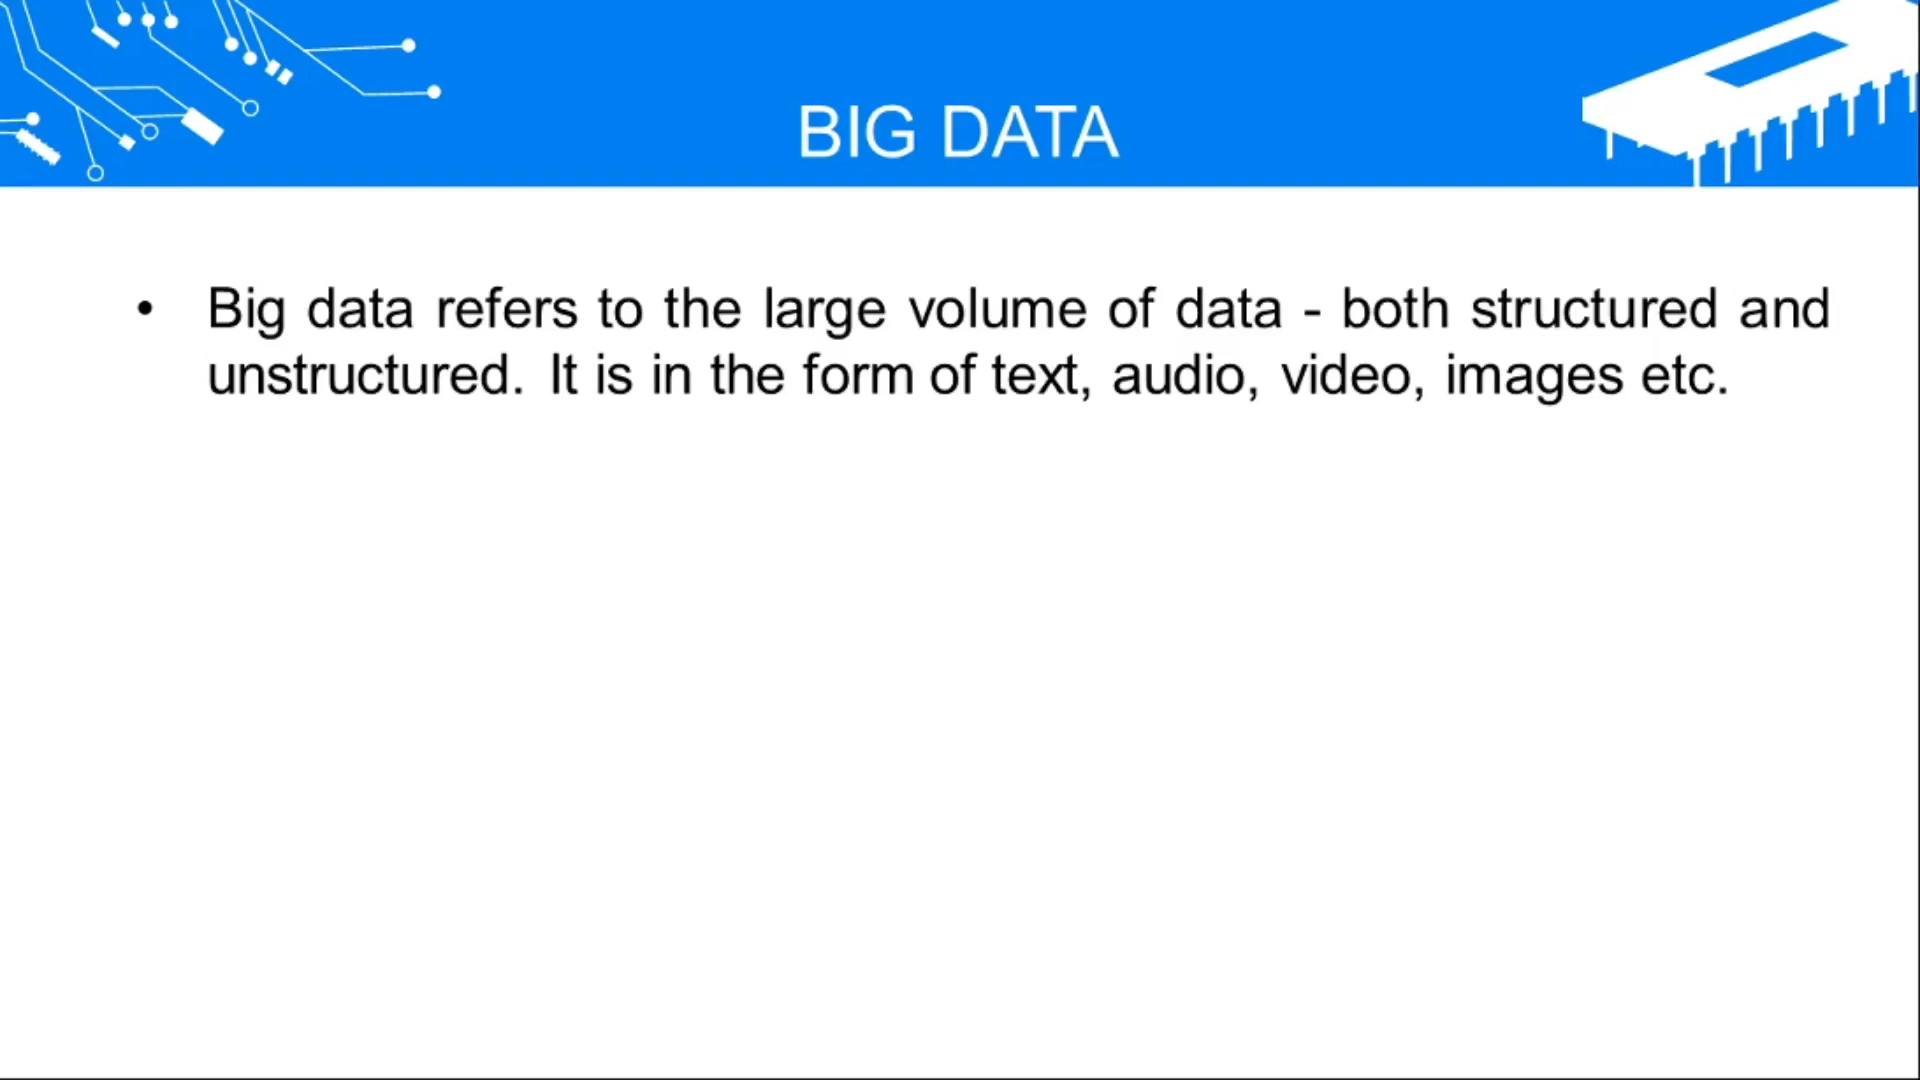 BIG DATA
• Big data refers to the large volume of data - both structured and
unstructured. It is in the form of text, audio, video, images etc.